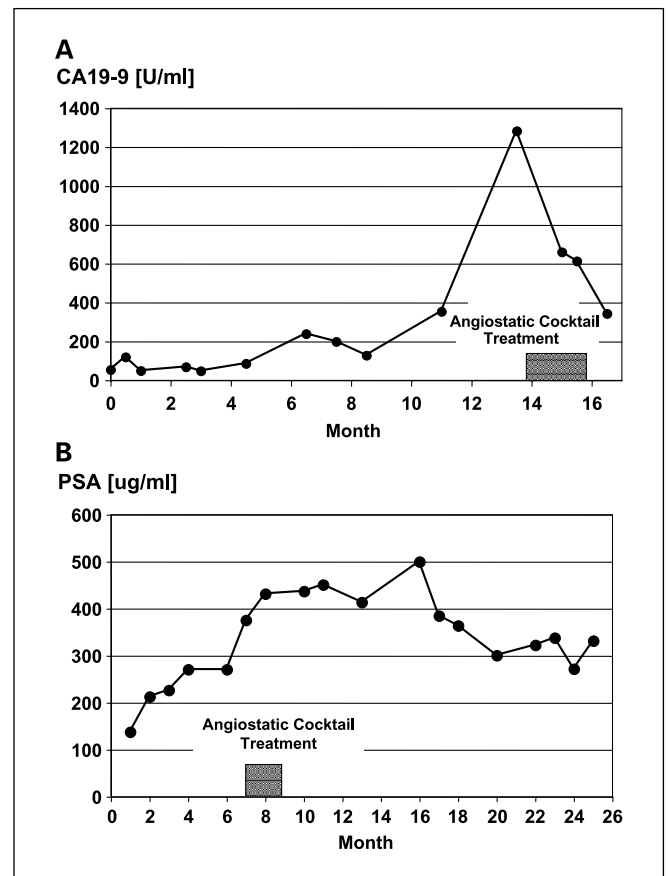 A
CA19-9 [U/ml]
1400
1200
1000
800
600
400
200
0
Angiostatic Cocktail
Treatment
0 2 4 6 8 10 12 14 16
Month
B
PSA [ug/ml]
600
500
400
300
200
100
0
Angiostatic Cocktail
Treatment
0 2 4 6 8 10 12 14 16 18 20 22 24 26
Month